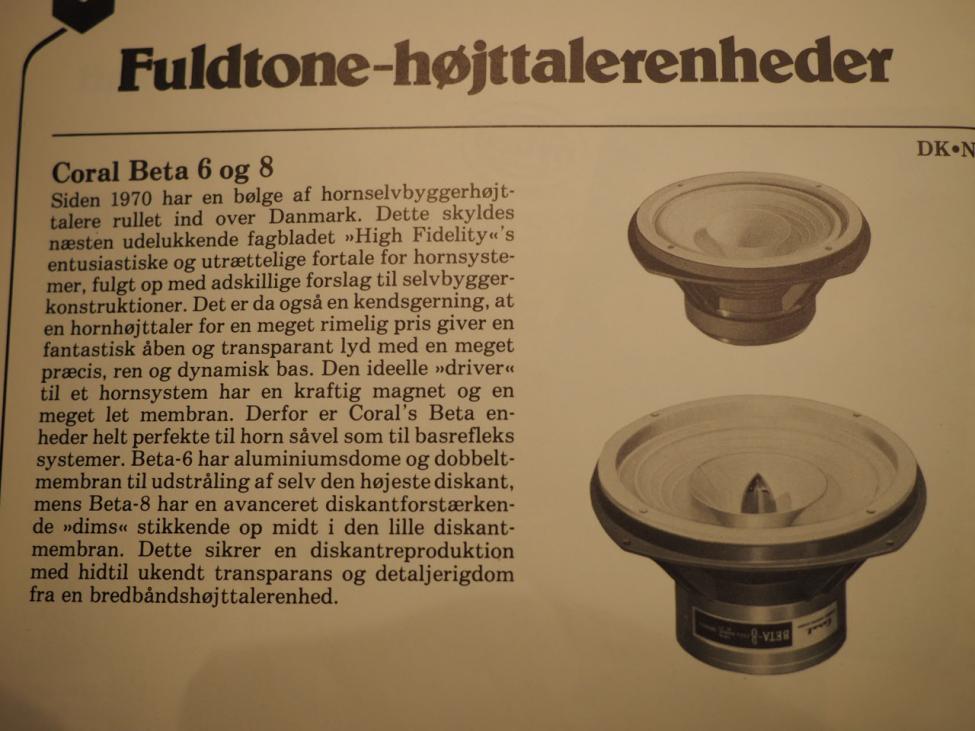 Fuldtone-højttalerenheder
DK•N
Coral Beta 6 og 8
Siden 1970 har en bølge af hornselvbyggerhøjt-
talere rullet ind over Danmark. Dette skyldes
næsten udelukkende fagbladet »High Fidelity«'s
entusiastiske og utrættelige fortale for hornsyste-
mer, fulgt op med adskillige forslag til selvbygger-
konstruktioner. Det er da også en kendsgerning, at
en hornhøjttaler for en meget rimelig pris giver en
fantastisk åben og transparant lyd med en meget
præcis, ren og dynamisk bas. Den ideelle »driver«
til et hornsystem har en kraftig magnet og en
meget let membran. Derfor er Coral's Beta en-
heder helt perfekte til horn såvel som til basrefleks
systemer. Beta-6 har aluminiumsdome og dobbelt-
membran til udstråling af selv den højeste diskant,
mens Beta-8 har en avanceret diskantforstærken-
de »dims« stikkende op midt i den lille diskant-
membran. Dette sikrer en diskantreproduktion
med hidtil ukendt transparans og detaljerigdom
fra en bredbåndshøjttalerenhed.
Coral
BETA-8